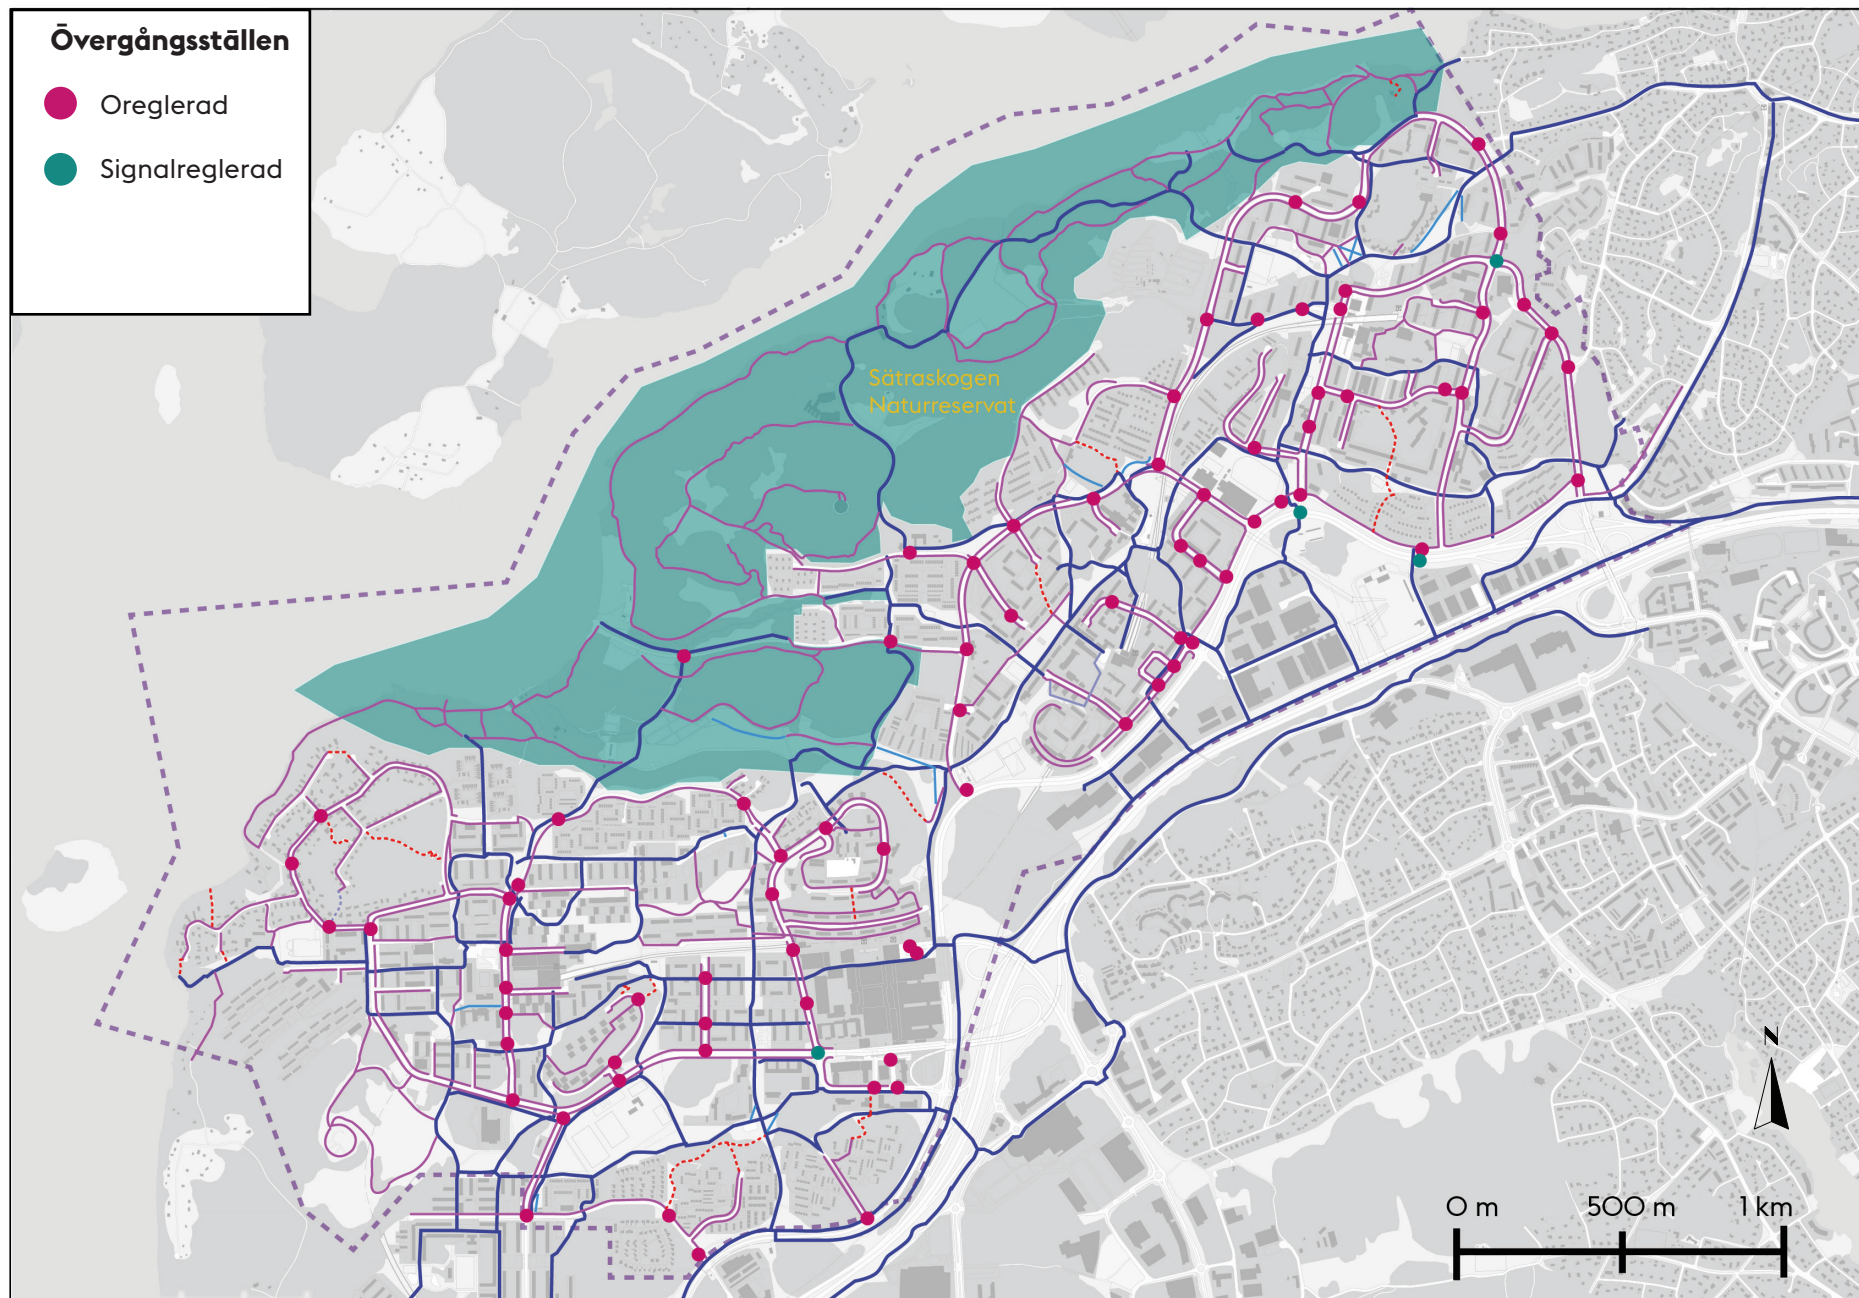 Övergångsställen
Oreglerad
Signalreglerad
Sätraskogen
Naturreservat
N
0 m 500 m 1 km